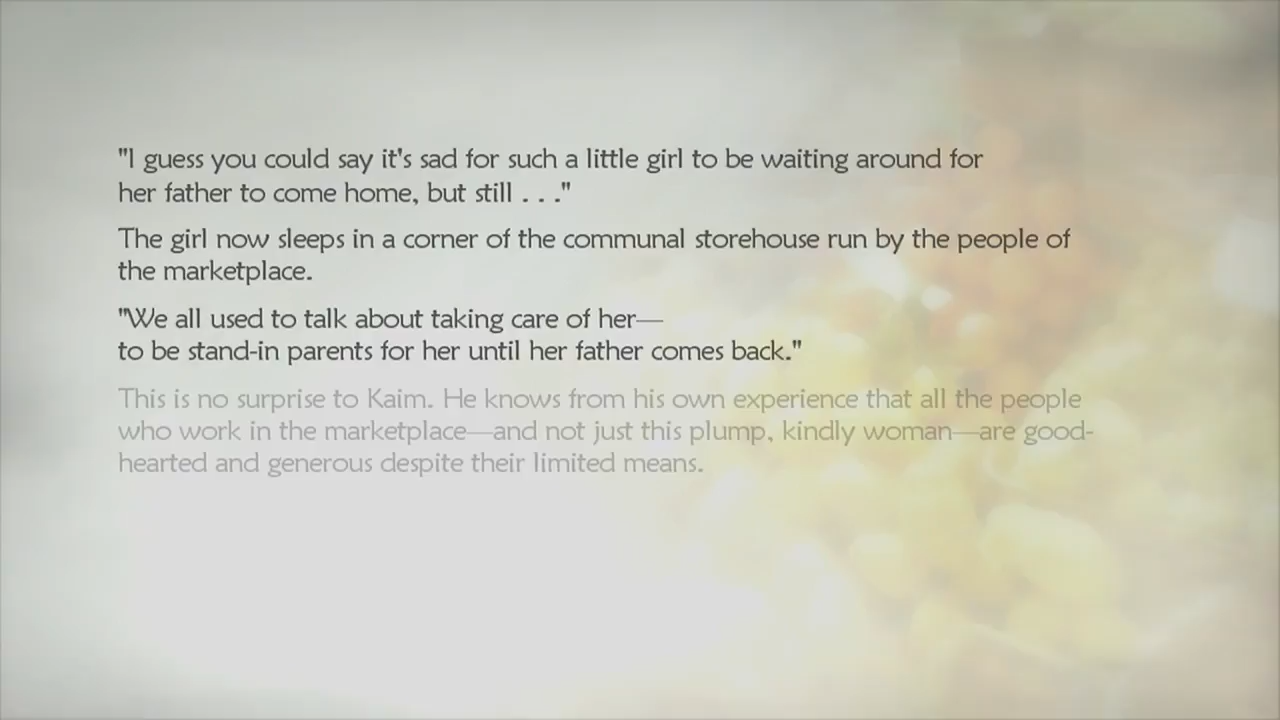 "I guess you could say it's sad for such a little girl to be waiting around for
her father to come home, but still . . ."
The girl now sleeps in a corner of the communal storehouse run by the people of
the marketplace.
"We all used to talk about taking care of her—
to be stand-in parents for her until her father comes back."
This is no surprise to Kaim. He knows from his own experience that all the people
who work in the marketplace—and not just this plump, kindly woman—are good-
hearted and generous despite their limited means.